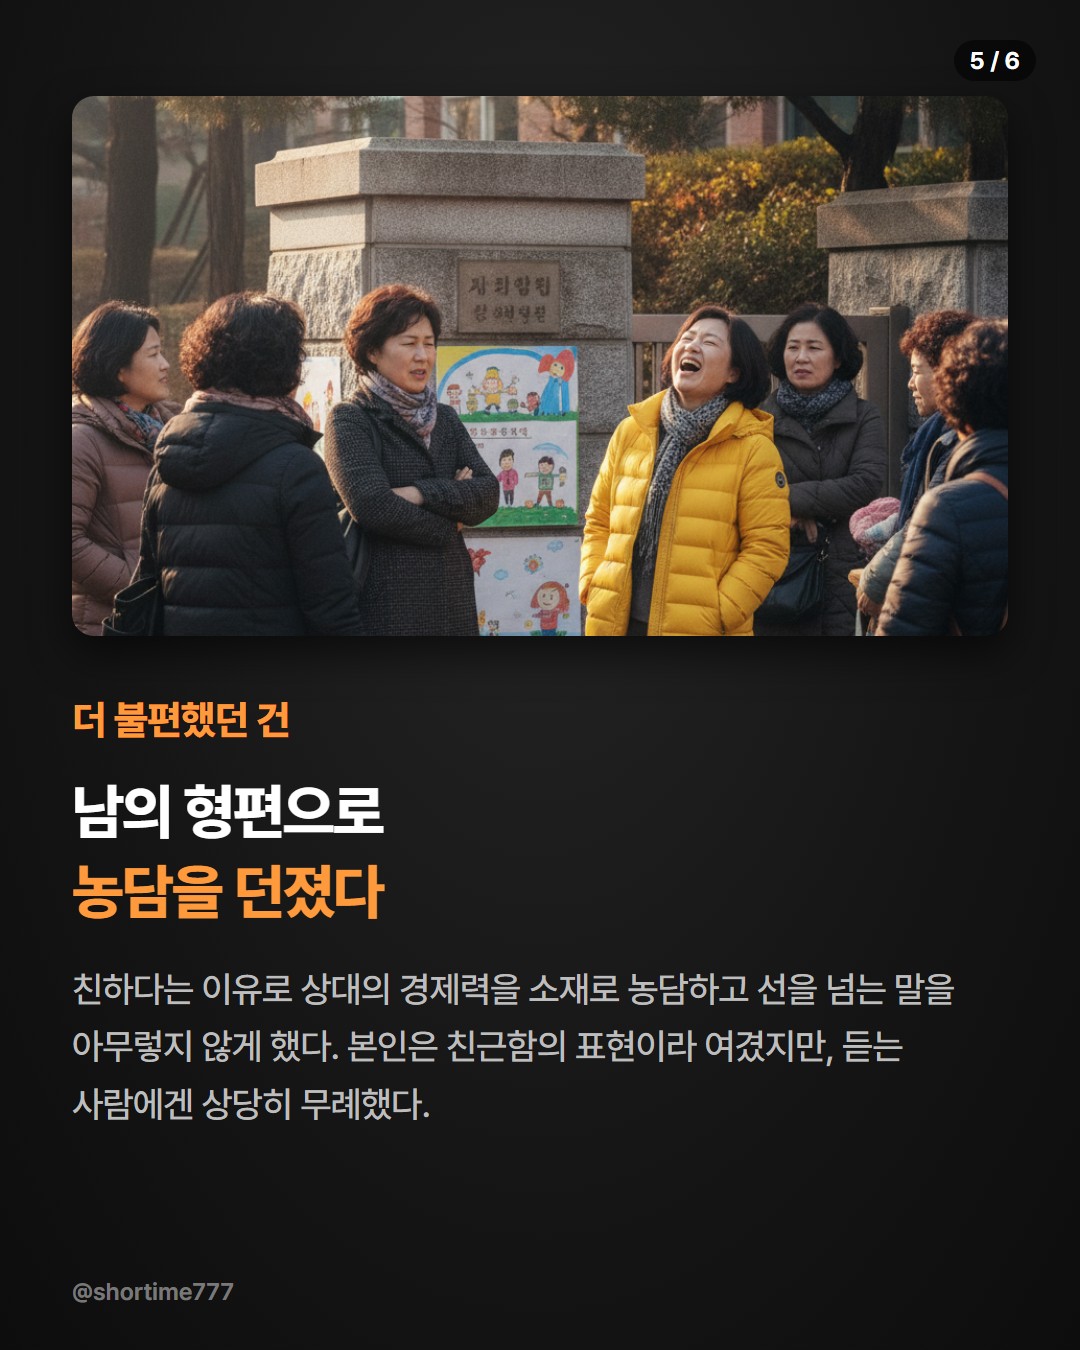 5 / 6
더 불편했던 건
남의 형편으로
농담을 던졌다
친하다는 이유로 상대의 경제력을 소재로 농담하고 선을 넘는 말을
아무렇지 않게 했다. 본인은 친근함의 표현이라 여겼지만, 듣는
사람에겐 상당히 무례했다.
@shortime777